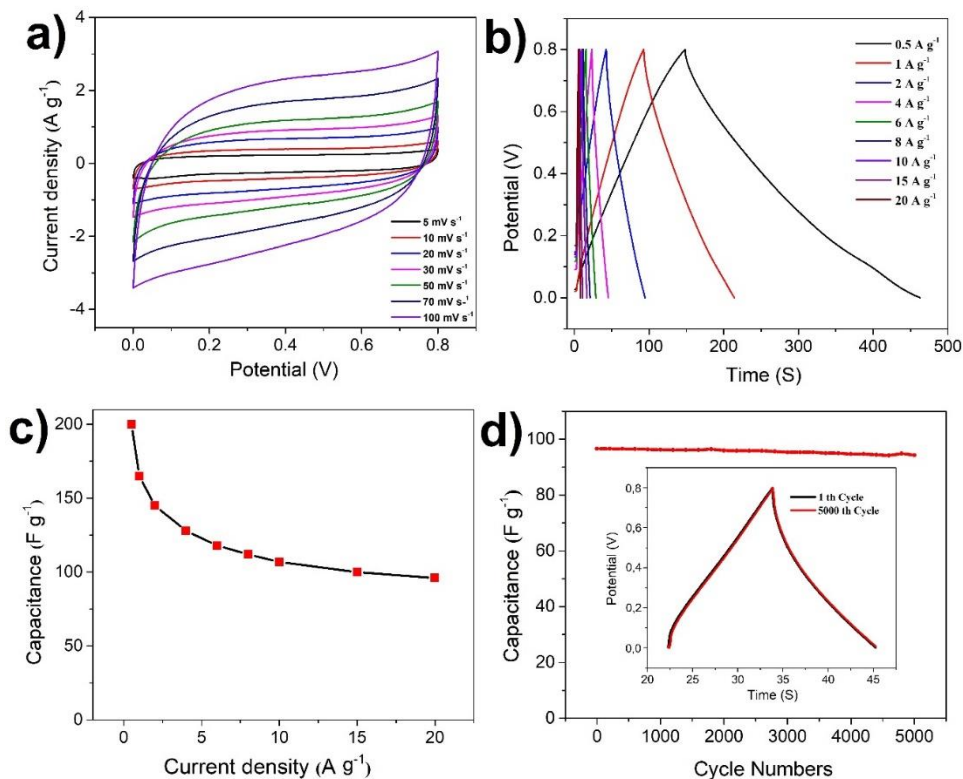 a)
Current density (A g⁻¹)
4
2
0
-2
-4
0.0 0.2 0.4 0.6 0.8
Potential (V)
5 mV s⁻¹
10 mV s⁻¹
20 mV s⁻¹
30 mV s⁻¹
50 mV s⁻¹
70 mV s-¹
100 mV s⁻¹
b)
Potential (V)
0.8
0.6
0.4
0.2
0.0
0 100 200 300 400 500
Time (S)
0.5 A g⁻¹
1 A g⁻¹
2 A g⁻¹
4 A g⁻¹
6 A g⁻¹
8 A g⁻¹
10 A g⁻¹
15 A g⁻¹
20 A g⁻¹
c)
Capacitance (F g⁻¹)
200
150
100
50
0
0 5 10 15 20
Current density (A g⁻¹)
d)
Capacitance (F g⁻¹)
100
80
60
40
20
0
0 1000 2000 3000 4000 5000
Cycle Numbers
Potential (V)
0,8
0,6
0,4
0,2
0,0
20 25 30 35 40 45
Time (S)
1 th Cycle
5000 th Cycle